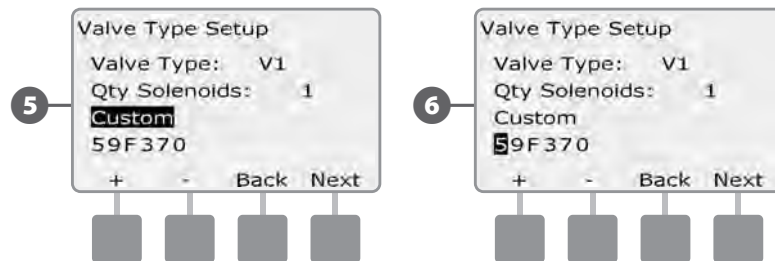 Valve Type Setup
Valve Type: V1
Qty Solenoids: 1
Custom
59F370
+ - Back Next
5
Valve Type Setup
Valve Type: V1
Qty Solenoids: 1
Custom
59F370
+ - Back Next
6